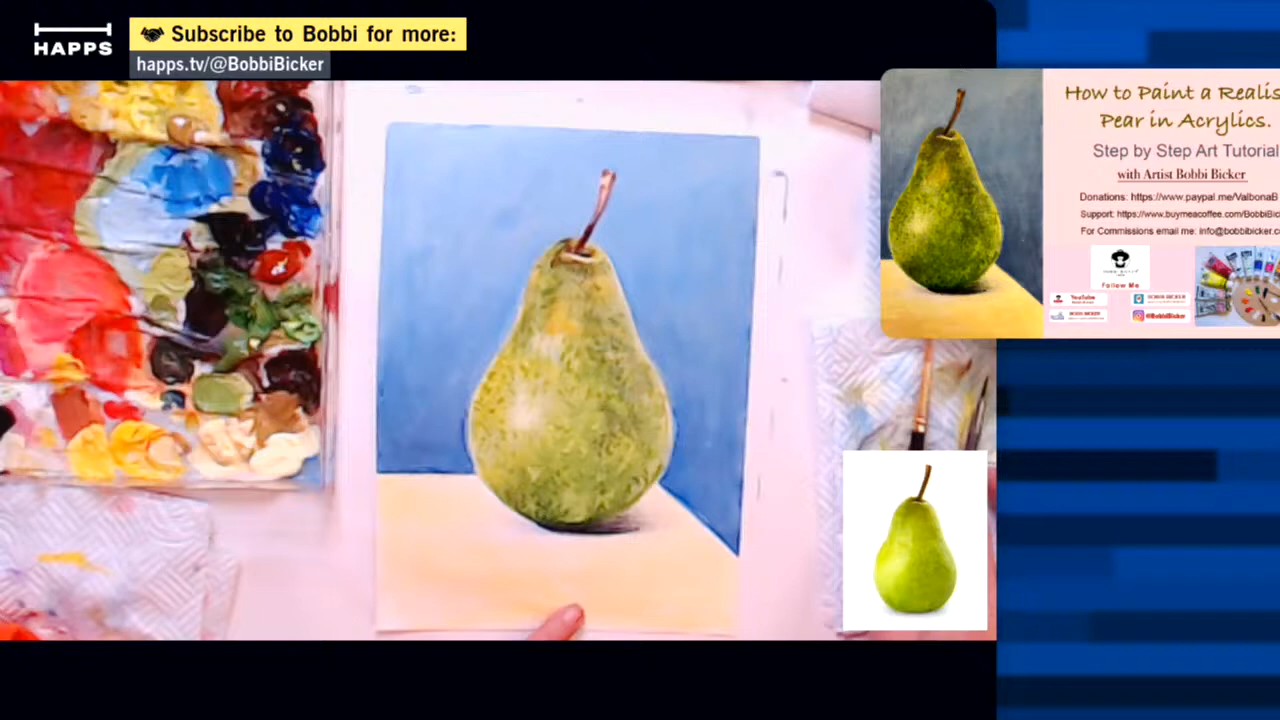 HAPPS
Subscribe to Bobbi for more:
happs.tv/@BobbiBicker
How to Paint a Realis
Pear in Acrylics.
Step by Step Art Tutorial
with Artist Bobbi Bicker
Donations: https://www.paypal.me/ValbonaB
Support: https://www.buymeacoffee.com/BobbiBic
For Commissions email me: info@bobbibicker.c
Follow Me
YouTube
@BobbiBicker